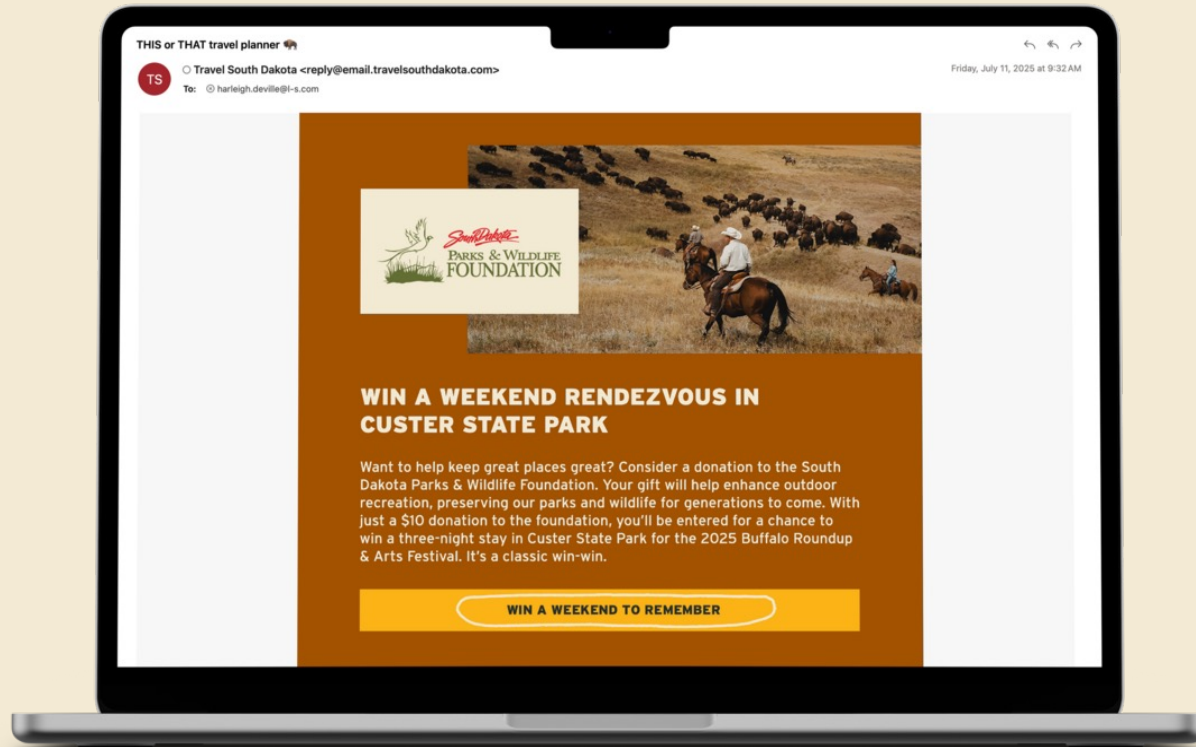 THIS or THAT travel planner 🦬
TS
Travel South Dakota <reply@email.travelsouthdakota.com>
Friday, July 11, 2025 at 9:32 AM
To: harleigh.deville@l-s.com
South Dakota
PARKS & WILDLIFE
FOUNDATION
WIN A WEEKEND RENDEZVOUS IN
CUSTER STATE PARK
Want to help keep great places great? Consider a donation to the South
Dakota Parks & Wildlife Foundation. Your gift will help enhance outdoor
recreation, preserving our parks and wildlife for generations to come. With
just a $10 donation to the foundation, you'll be entered for a chance to
win a three-night stay in Custer State Park for the 2025 Buffalo Roundup
& Arts Festival. It's a classic win-win.
WIN A WEEKEND TO REMEMBER